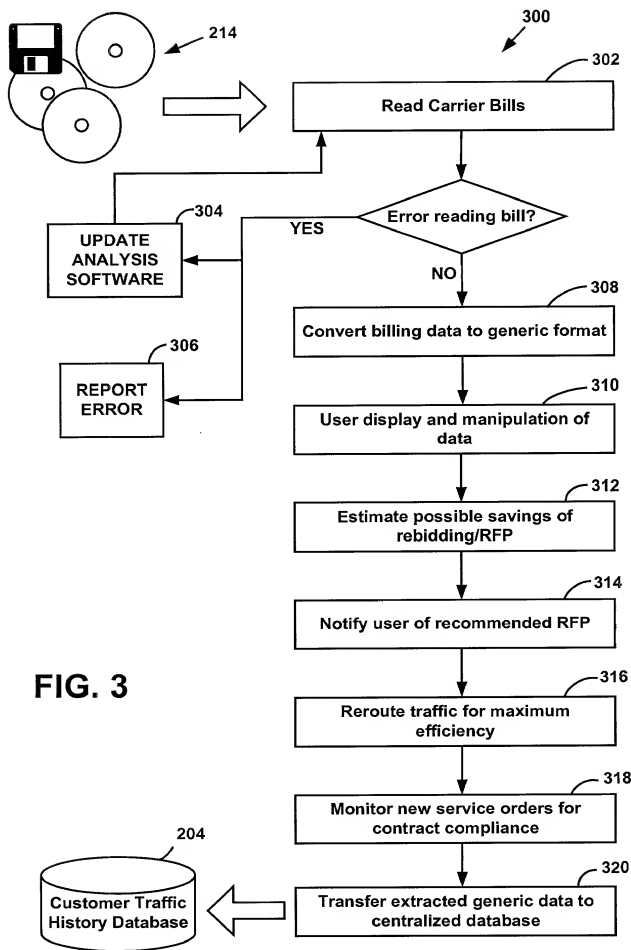 214
300
302
Read Carrier Bills
304
Error reading bill?
YES
UPDATE
ANALYSIS
SOFTWARE
NO
308
Convert billing data to generic format
306
REPORT
ERROR
310
User display and manipulation of
data
312
Estimate possible savings of
rebidding/RFP
314
Notify user of recommended RFP
FIG. 3
316
Reroute traffic for maximum
efficiency
318
Monitor new service orders for
contract compliance
204
320
Customer Traffic
History Database
Transfer extracted generic data to
centralized database